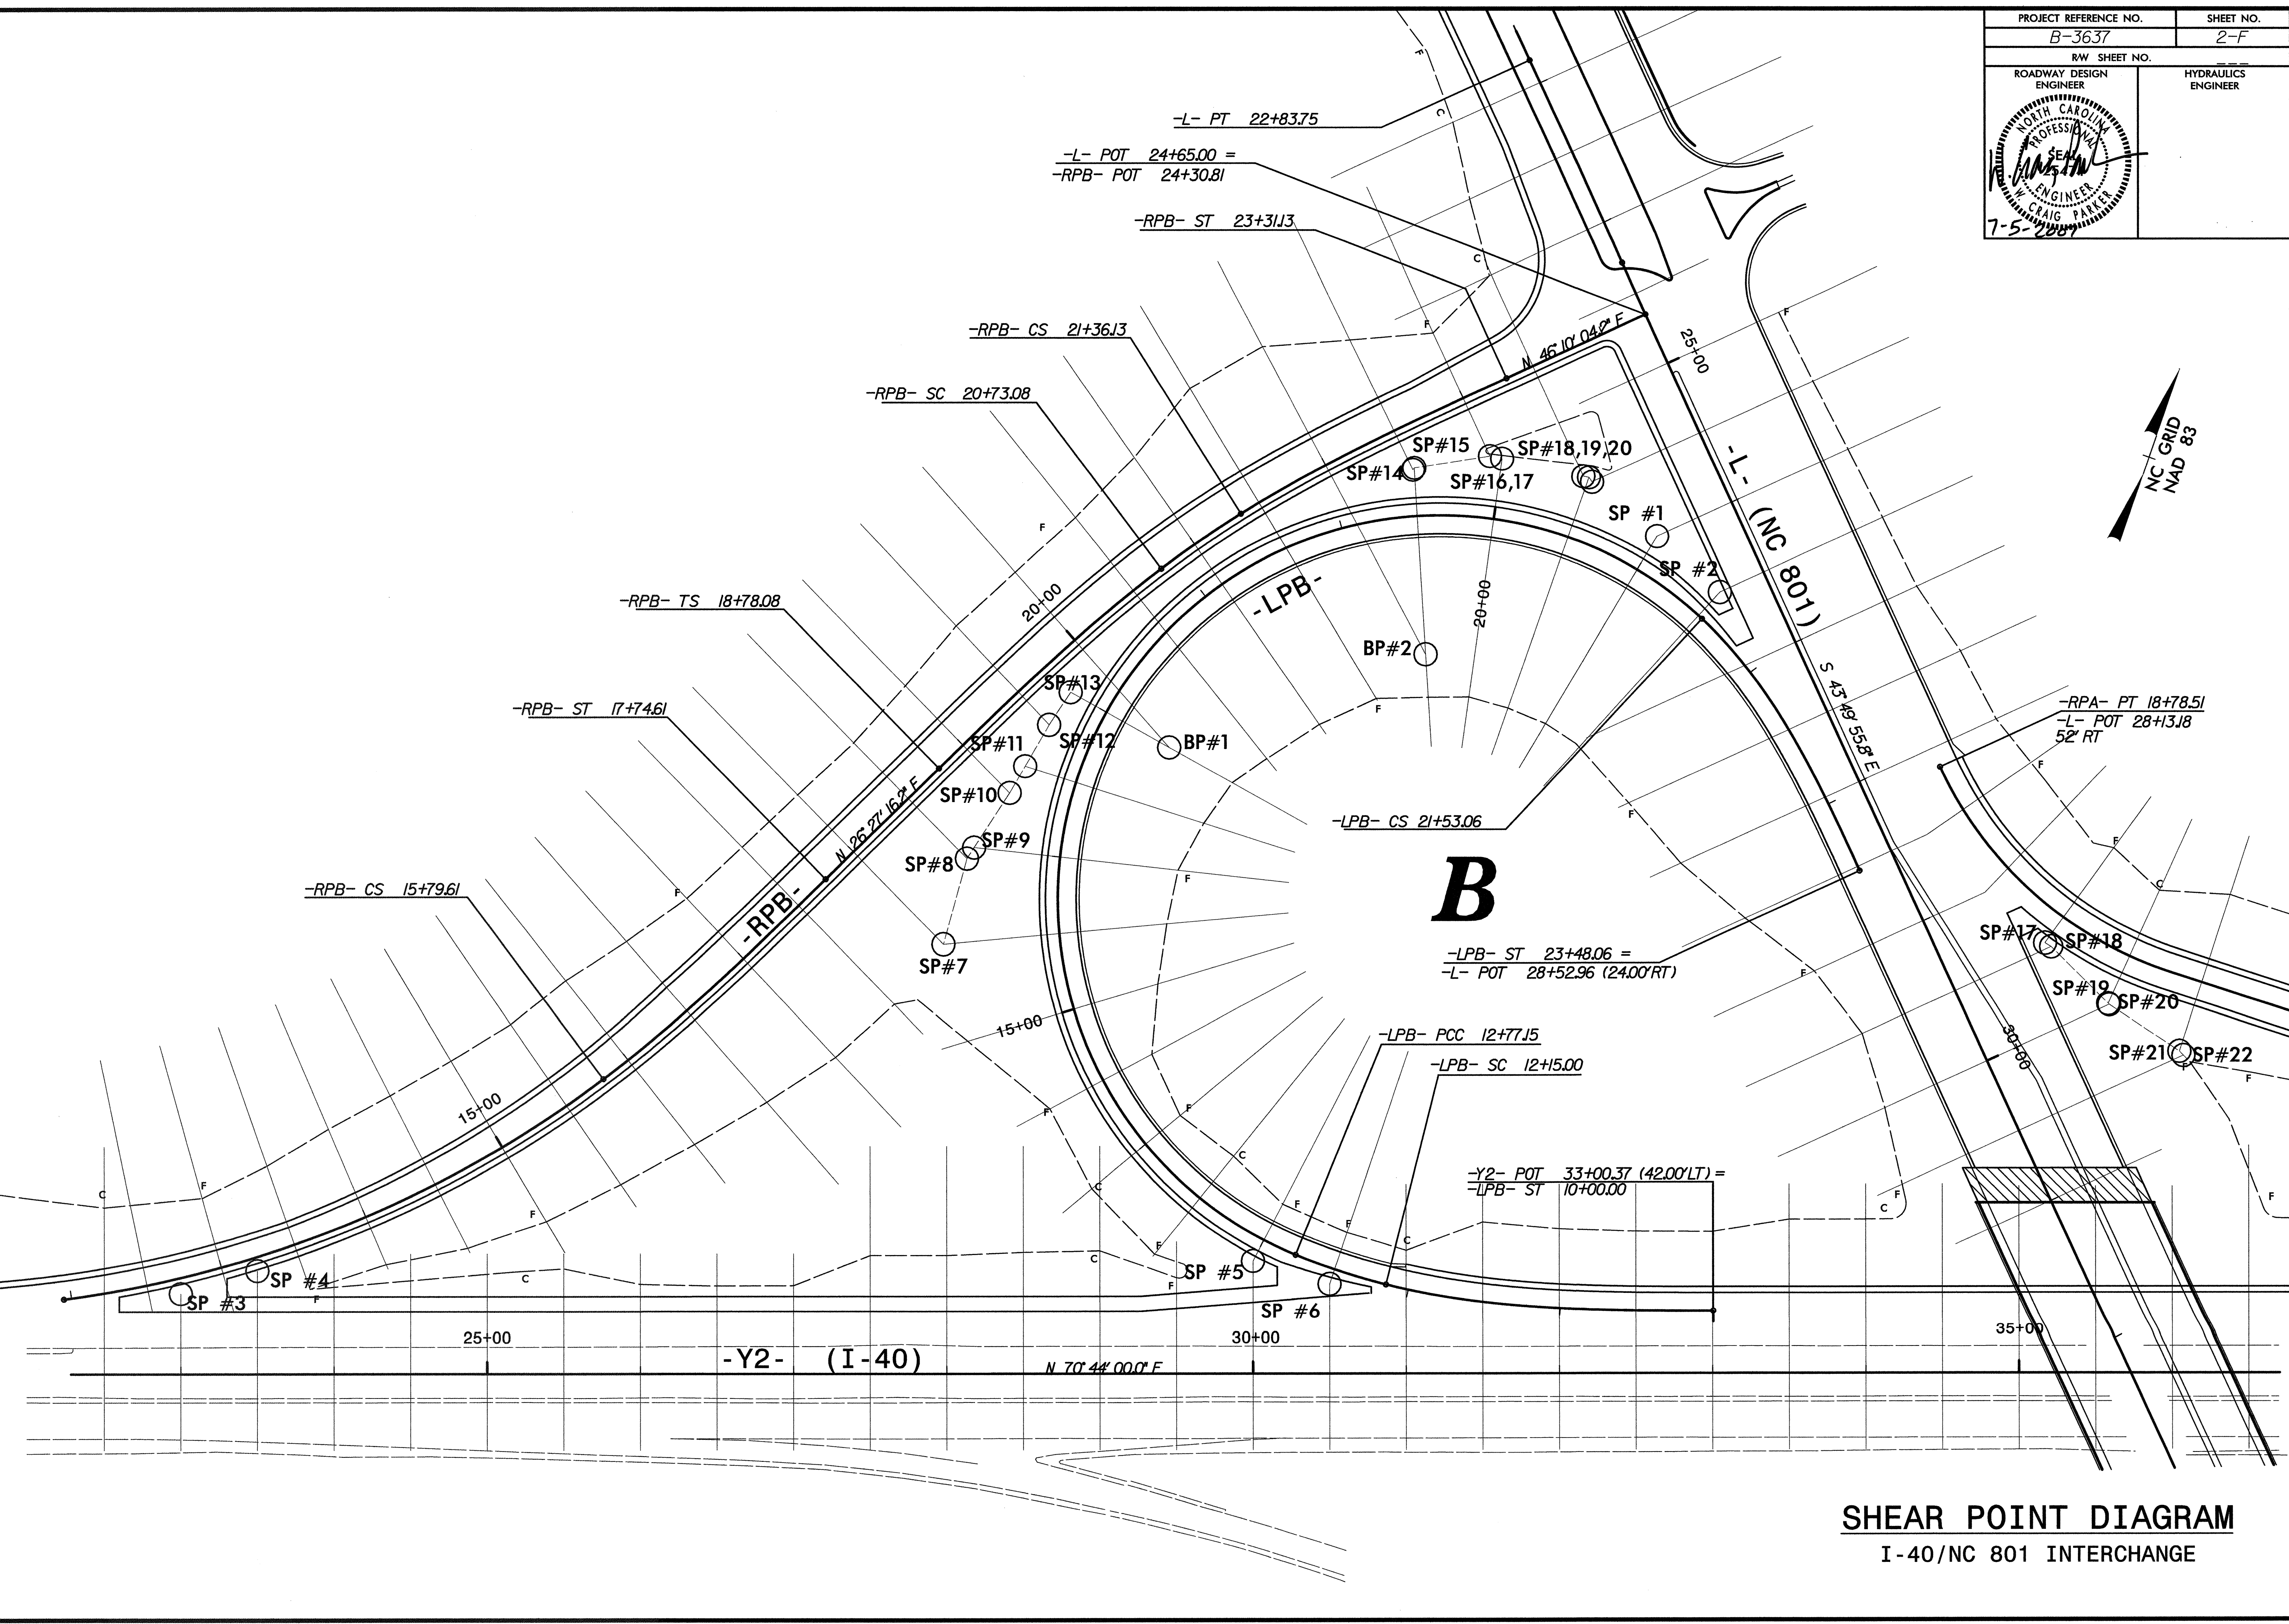 PROJECT REFERENCE NO.
SHEET NO.
B-3637
2-F
R/W SHEET NO.
ROADWAY DESIGN
ENGINEER
HYDRAULICS
ENGINEER
NORTH CAROLINA
PROFESSIONAL
SEAL
ENGINEER
W. CRAIG PARKER
7-5-2007
-L- PT 22+83.75
-L- POT 24+65.00 =
-RPB- POT 24+30.81
-RPB- ST 23+31.13
-RPB- CS 21+36.13
-RPB- SC 20+73.08
-RPB- TS 18+78.08
-RPB- ST 17+74.61
-RPB- CS 15+79.61
N 46° 10' 04.2" E
25+00
-L- (NC 801)
S 43° 49' 55.8" E
NC GRID
NAD 83
SP#15
SP#14
SP#18,19,20
SP#16,17
SP #1
SP #2
20+00
-LPB-
20+00
BP#2
SP#13
SP#12
SP#11
BP#1
SP#10
SP#9
SP#8
SP#7
N 26° 27' 16.2" E
-RPB-
-RPA- PT 18+78.51
-L- POT 28+13.18
52' RT
-LPB- CS 21+53.06
B
-LPB- ST 23+48.06 =
-L- POT 28+52.96 (24.00'RT)
SP#17
SP#18
SP#19
SP#20
SP#21
SP#22
30+00
15+00
15+00
-LPB- PCC 12+77.15
-LPB- SC 12+15.00
-Y2- POT 33+00.37 (42.00'LT) =
-LPB- ST 10+00.00
SP #3
SP #4
SP #5
SP #6
25+00
30+00
35+00
-Y2- (I-40)
N 70° 44' 00.0" E
F
C
SHEAR POINT DIAGRAM
I-40/NC 801 INTERCHANGE